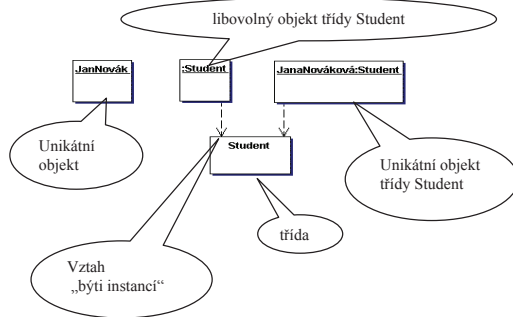 libovolný objekt třídy Student
JanNovák
:Student
JanaNováková:Student
Unikátní
objekt
Student
Unikátní objekt
třídy Student
třída
Vztah
„býti instancí“